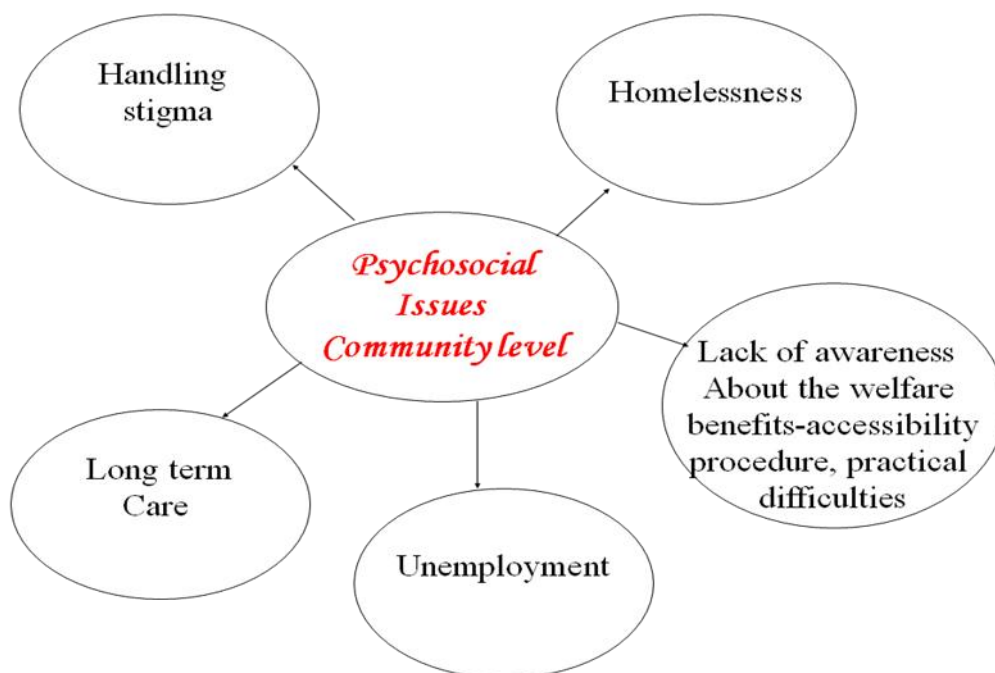 Handling
stigma
Homelessness
Psychosocial
Issues
Community level
Lack of awareness
About the welfare
benefits-accessibility
procedure, practical
difficulties
Long term
Care
Unemployment